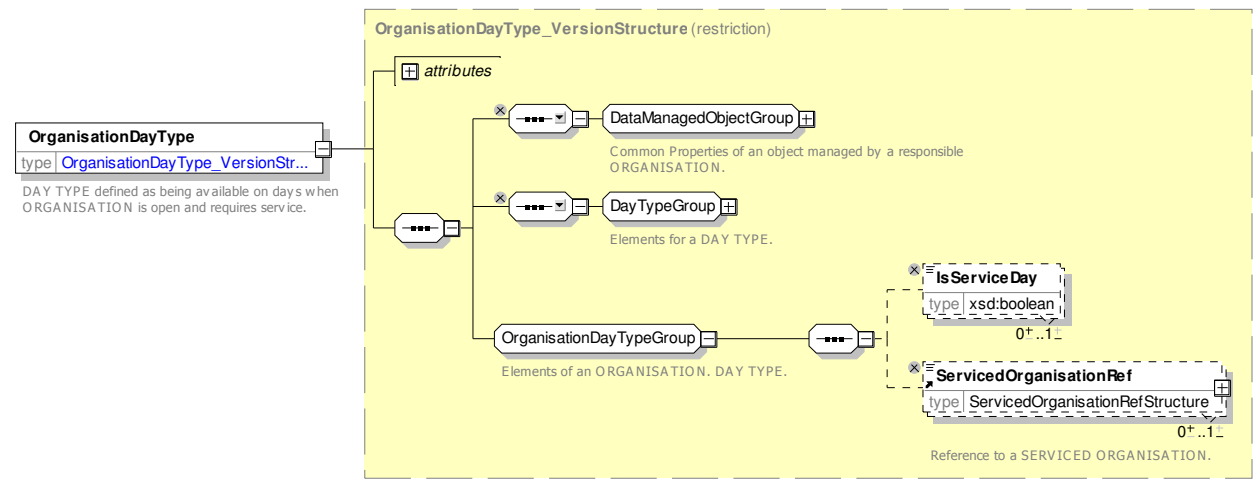 OrganisationDayType_VersionStructure (restriction)
attributes
DataManagedObjectGroup
Common Properties of an object managed by a responsible
ORGANISATION.
OrganisationDayType
type OrganisationDayType_VersionStr...
DAY TYPE defined as being available on days when
ORGANISATION is open and requires service.
DayTypeGroup
Elements for a DAY TYPE.
IsServiceDay
type xsd:boolean
0±..1±
OrganisationDayTypeGroup
Elements of an ORGANISATION. DAY TYPE.
ServicedOrganisationRef
type ServicedOrganisationRefStructure
0±..1±
Reference to a SERVICED ORGANISATION.